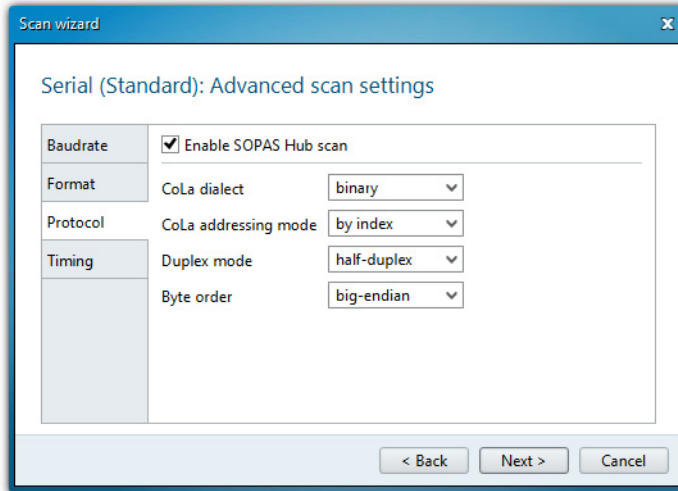 Scan wizard
Serial (Standard): Advanced scan settings
Baudrate
Format
Protocol
Timing
Enable SOPAS Hub scan
CoLa dialect binary
CoLa addressing mode by index
Duplex mode half-duplex
Byte order big-endian
< Back Next > Cancel